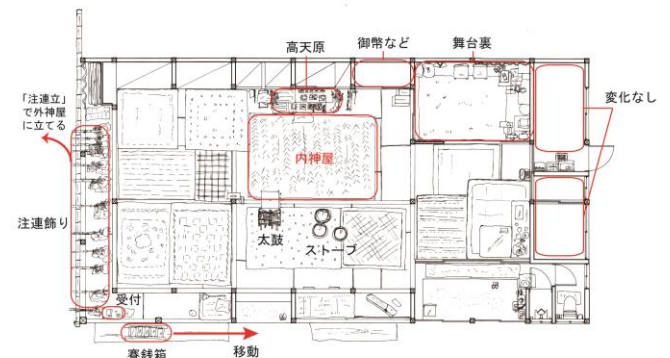 高天原
御幣など
舞台裏
「注連立」
で外神屋
に立てる
変化なし
内神屋
注連飾り
太鼓
ストーブ
受付
賽銭箱
移動